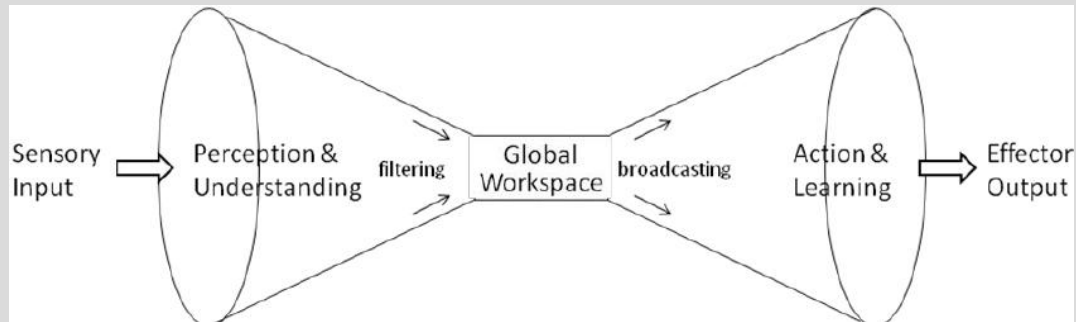 Sensory
Input
Perception &
Understanding
filtering
Global
Workspace
broadcasting
Action &
Learning
Effector
Output